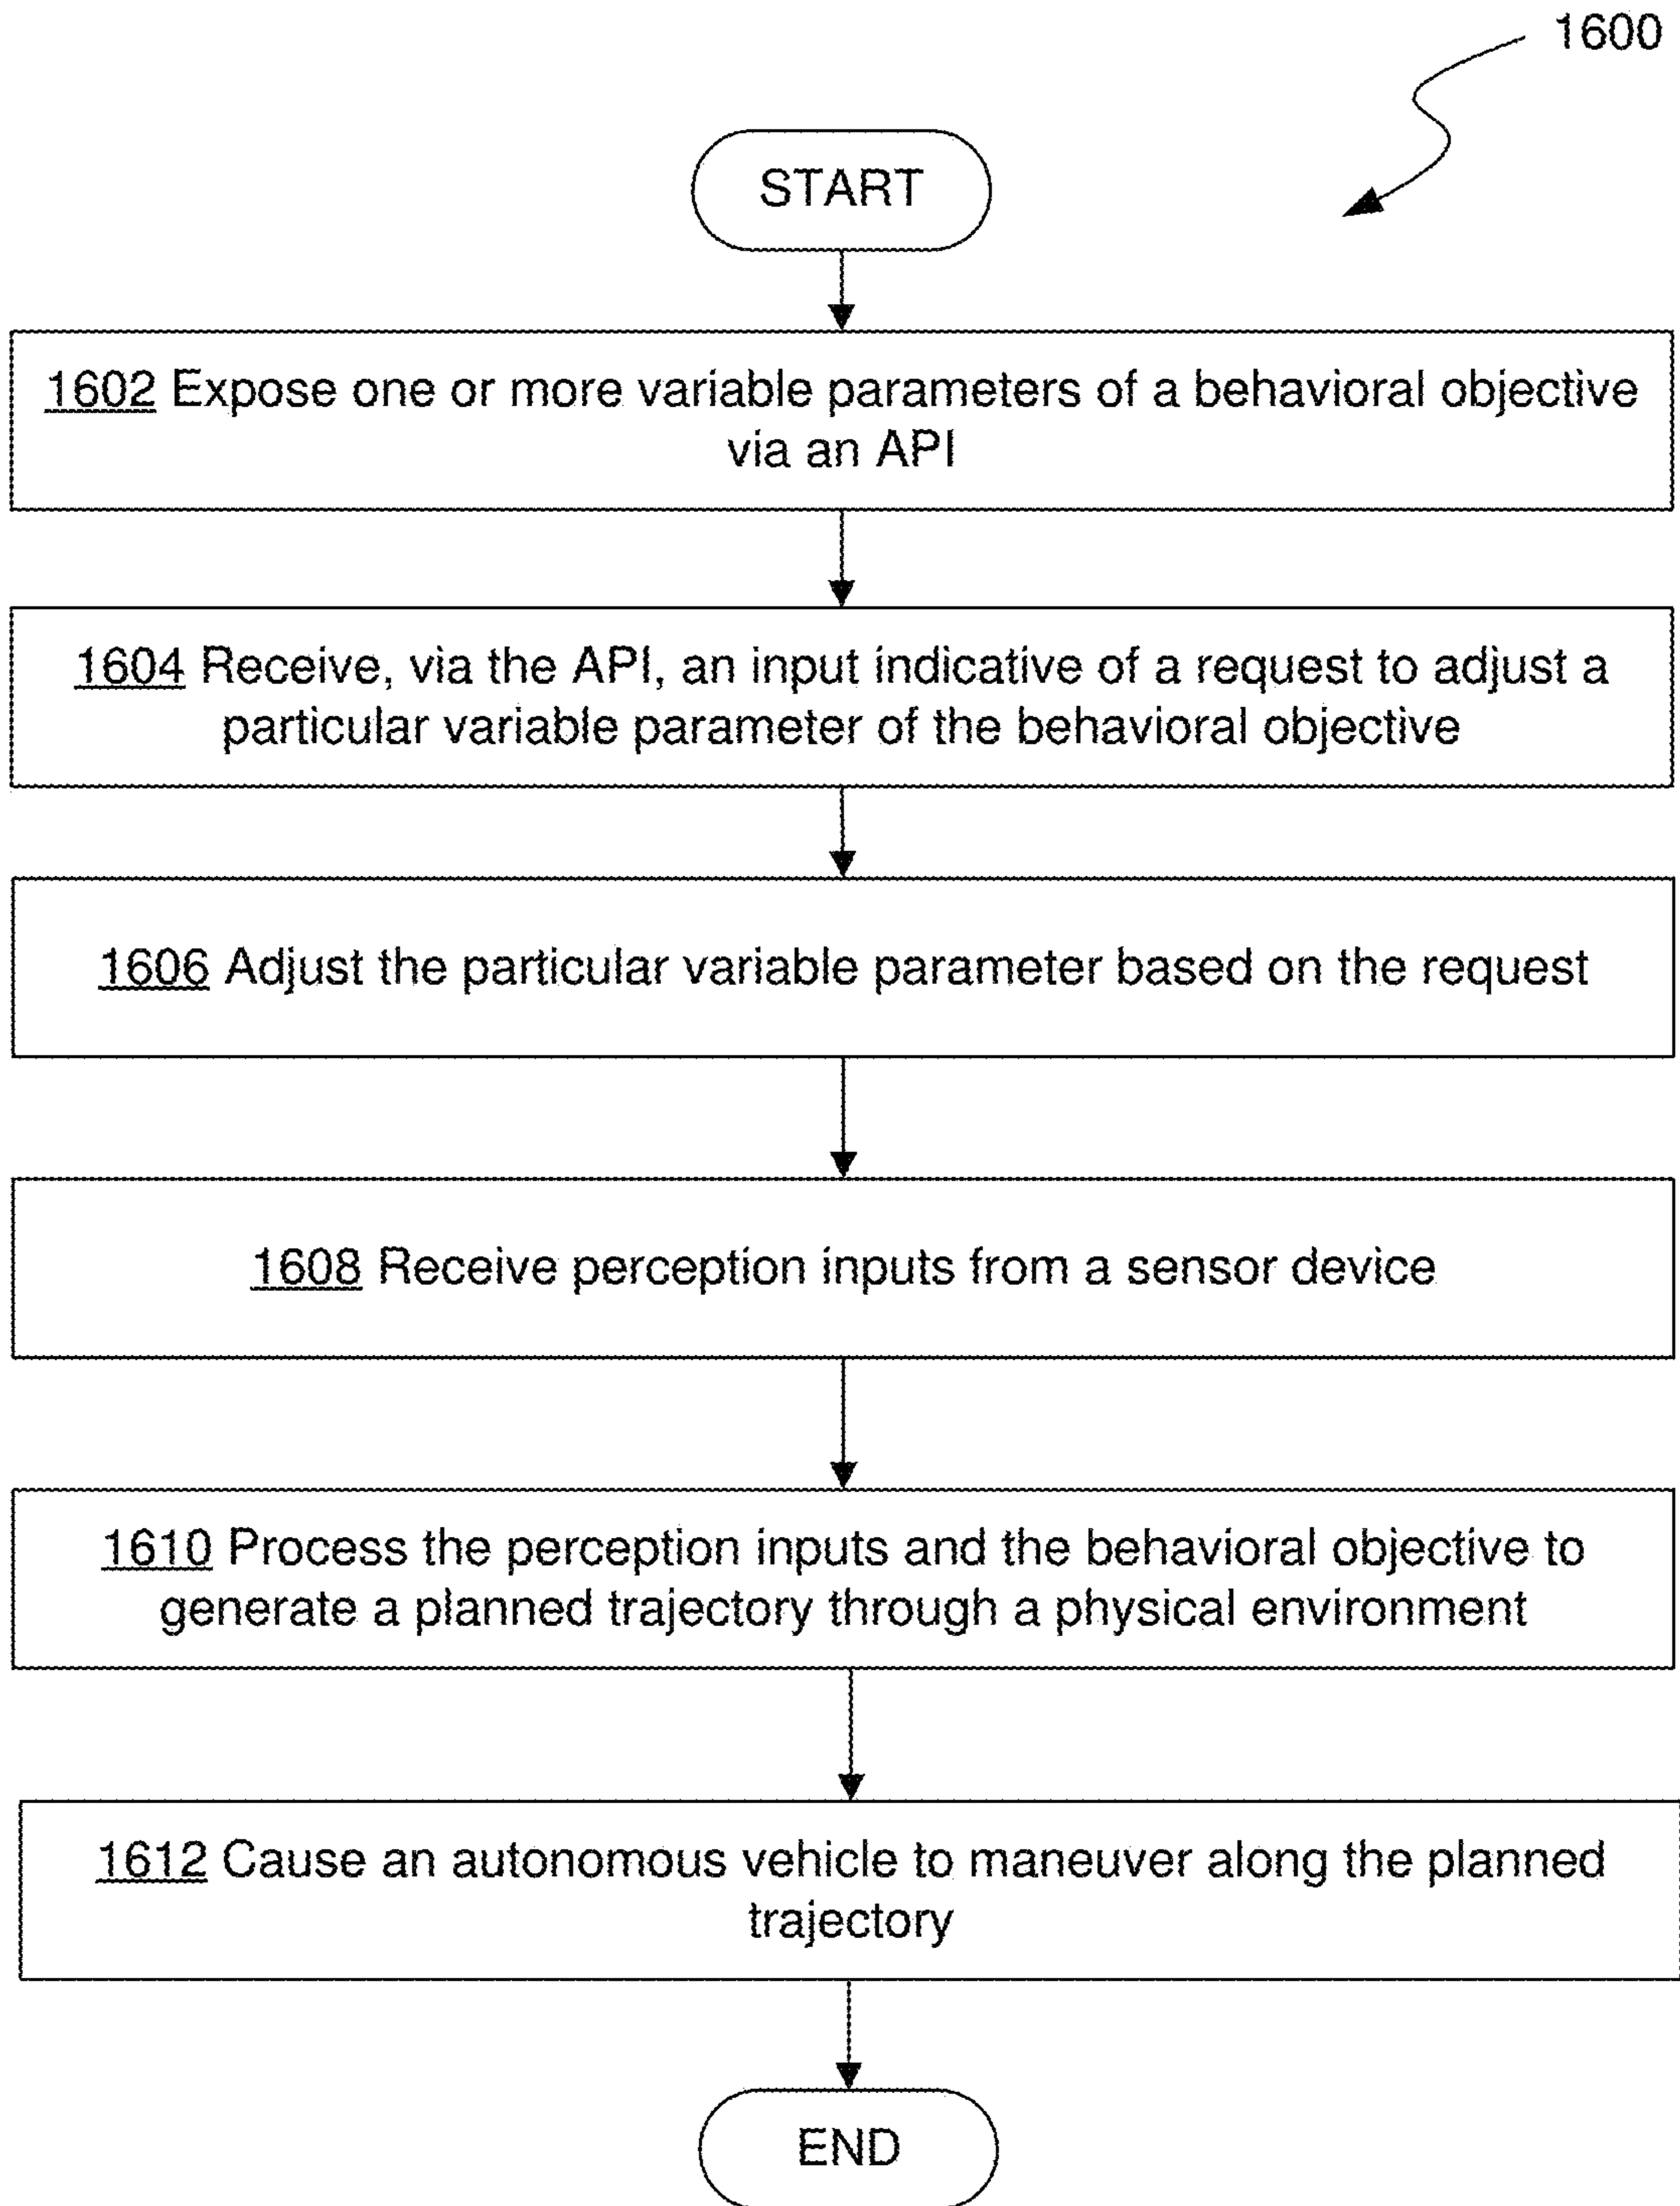 1600
START
1602 Expose one or more variable parameters of a behavioral objective
via an API
1604 Receive, via the API, an input indicative of a request to adjust a
particular variable parameter of the behavioral objective
1606 Adjust the particular variable parameter based on the request
1608 Receive perception inputs from a sensor device
1610 Process the perception inputs and the behavioral objective to
generate a planned trajectory through a physical environment
1612 Cause an autonomous vehicle to maneuver along the planned
trajectory
END